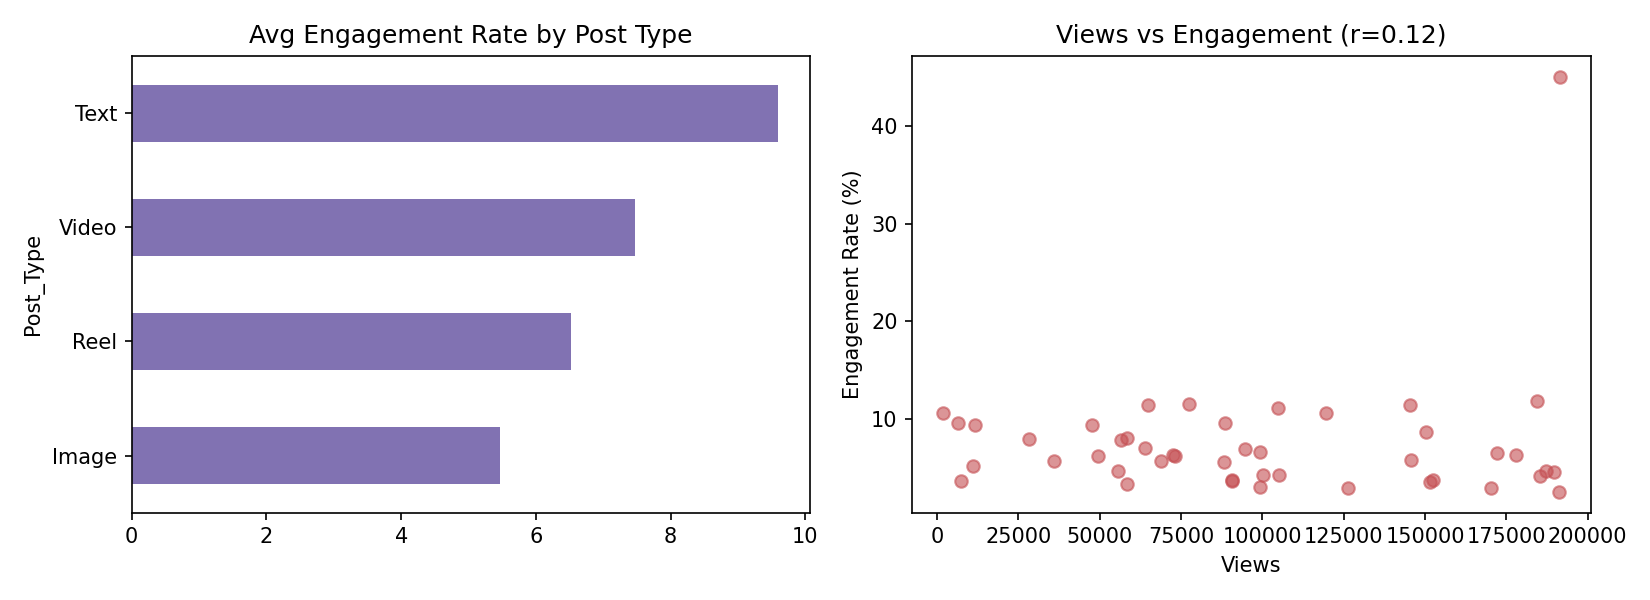 Avg Engagement Rate by Post Type
Post_Type
Text
Video
Reel
Image
0 2 4 6 8 10
Views vs Engagement (r=0.12)
Engagement Rate (%)
40
30
20
10
0 25000 50000 75000 100000 125000 150000 175000 200000
Views